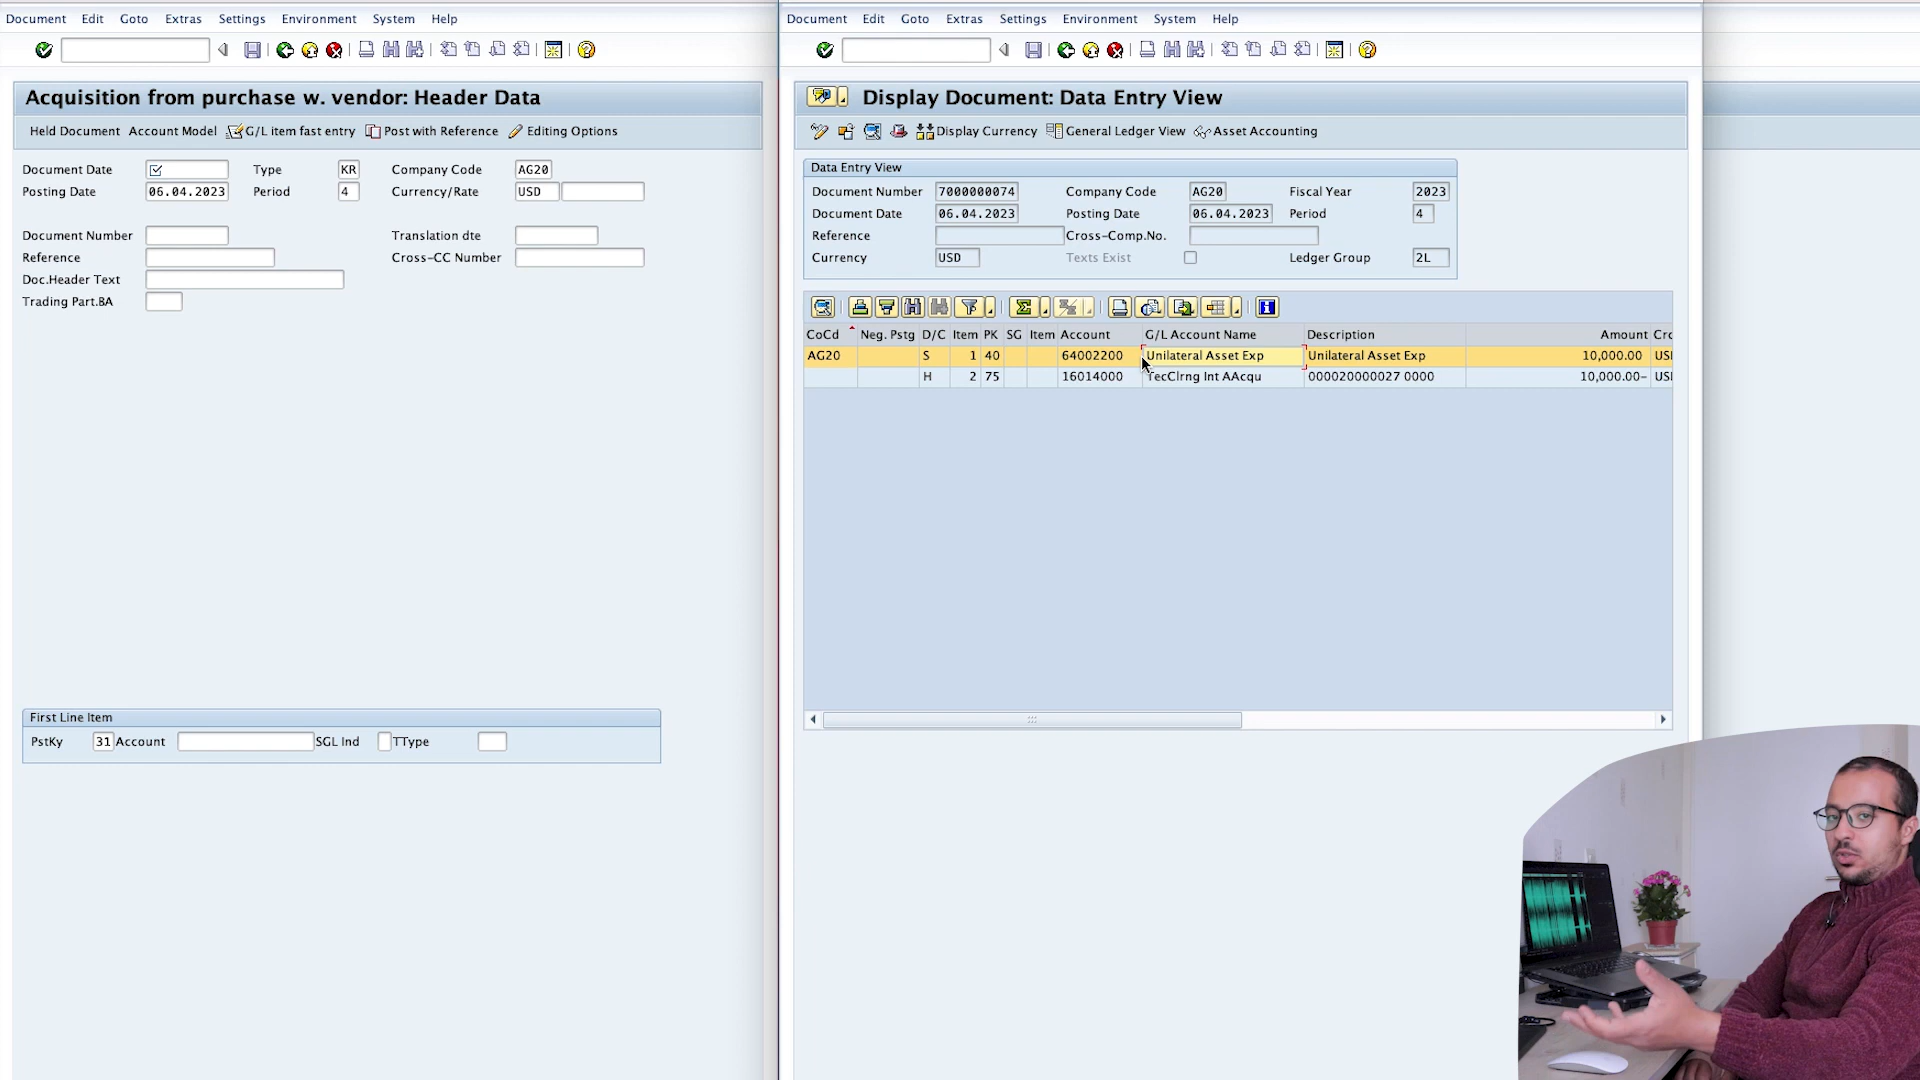 Document Edit Goto Extras Settings Environment System Help
Acquisition from purchase w. vendor: Header Data
Held Document Account Model G/L item fast entry Post with Reference Editing Options
Document Date Type KR Company Code AG20
Posting Date 06.04.2023 Period 4 Currency/Rate USD
Document Number Translation dte
Reference Cross-CC Number
Doc.Header Text
Trading Part.BA
First Line Item
PstKy 31 Account SGL Ind TType
Document Edit Goto Extras Settings Environment System Help
Display Document: Data Entry View
Display Currency General Ledger View Asset Accounting
Data Entry View
Document Number 7000000074 Company Code AG20 Fiscal Year 2023
Document Date 06.04.2023 Posting Date 06.04.2023 Period 4
Reference Cross-Comp.No.
Currency USD Texts Exist Ledger Group 2L
CoCd Neg. Pstg D/C Item PK SG Item Account G/L Account Name Description Amount Crc
AG20 S 1 40 64002200 Unilateral Asset Exp Unilateral Asset Exp 10,000.00 USI
H 2 75 16014000 TecClrng Int AAcqu 000020000027 0000 10,000.00- USI